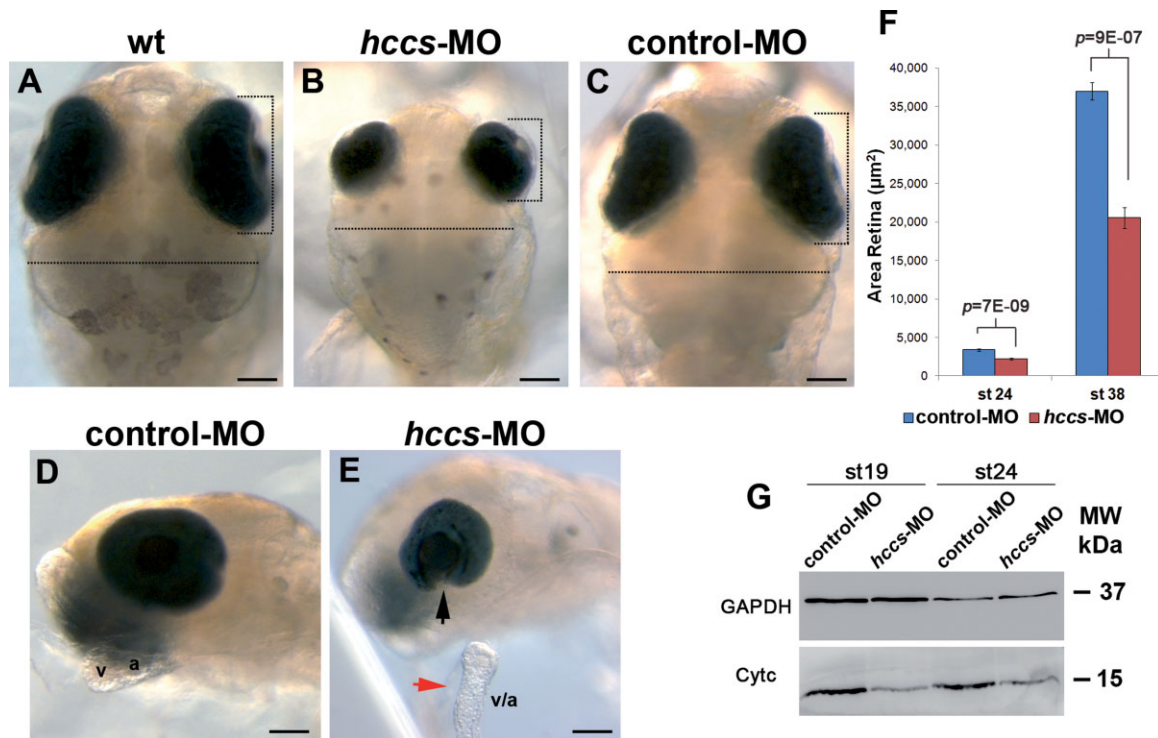 wt
hccs-MO
control-MO
A
B
C
control-MO
hccs-MO
D
v
a
E
v/a
F
p=9E-07
p=7E-09
Area Retina (µm²)
40,000
35,000
30,000
25,000
20,000
15,000
10,000
5,000
0
st 24
st 38
control-MO
hccs-MO
G
st19
st24
control-MO
hccs-MO
control-MO
hccs-MO
MW
kDa
GAPDH
37
Cytc
15